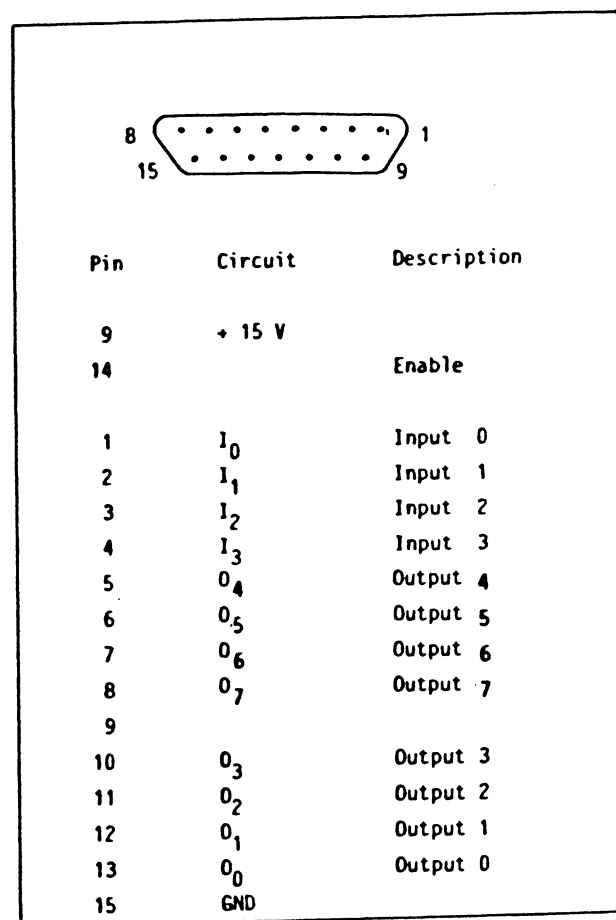 8 1
15 9
Pin Circuit Description
9 + 15 V
14 Enable
1 I0 Input 0
2 I1 Input 1
3 I2 Input 2
4 I3 Input 3
5 O4 Output 4
6 O5 Output 5
7 O6 Output 6
8 O7 Output 7
9
10 O3 Output 3
11 O2 Output 2
12 O1 Output 1
13 O0 Output 0
15 GND